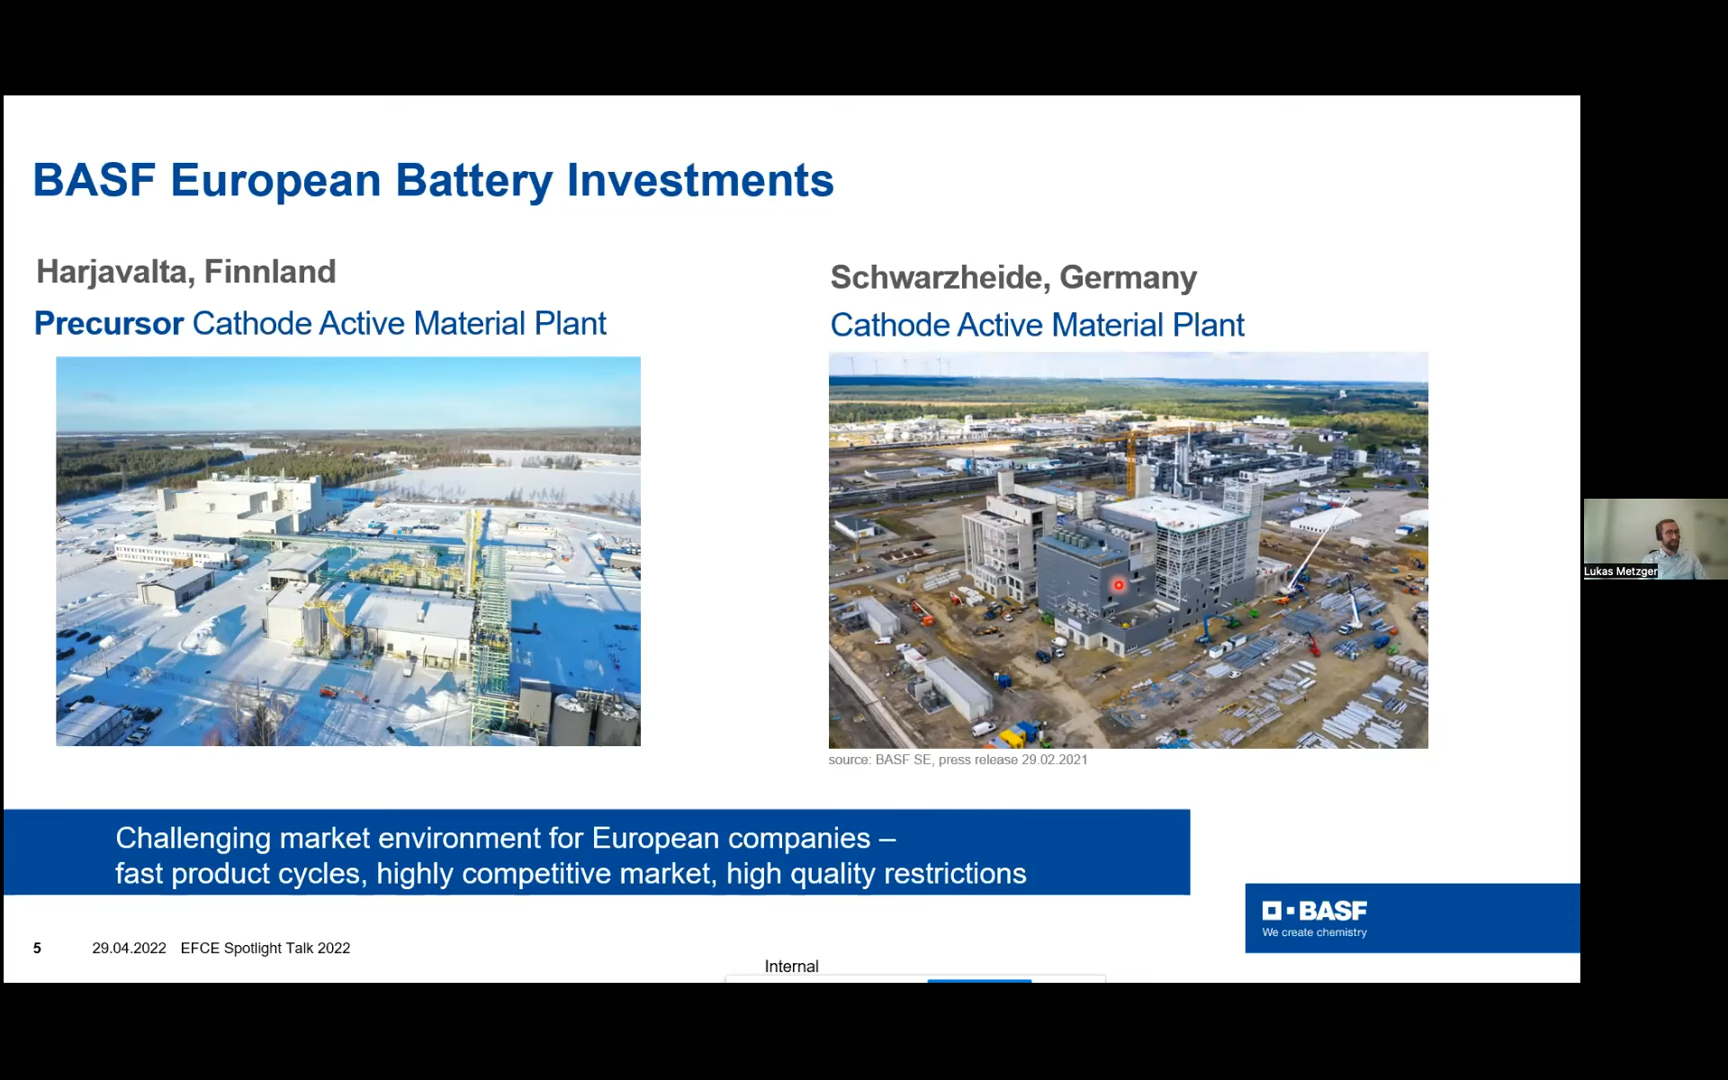 BASF European Battery Investments
Harjavalta, Finnland
Precursor Cathode Active Material Plant
Schwarzheide, Germany
Cathode Active Material Plant
source: BASF SE, press release 29.02.2021
Lukas Metzger
Challenging market environment for European companies –
fast product cycles, highly competitive market, high quality restrictions
BASF
We create chemistry
5 29.04.2022 EFCE Spotlight Talk 2022
Internal